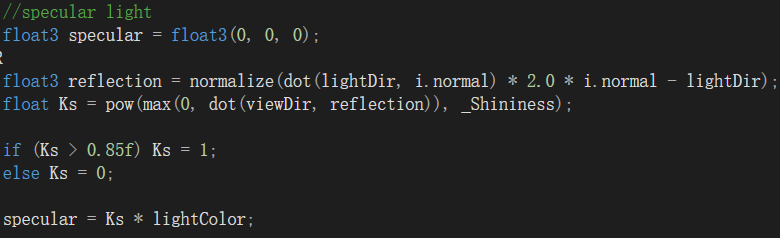 //specular light
float3 specular = float3(0, 0, 0);
float3 reflection = normalize(dot(lightDir, i.normal) * 2.0 * i.normal - lightDir);
float Ks = pow(max(0, dot(viewDir, reflection)), _Shininess);
if (Ks > 0.85f) Ks = 1;
else Ks = 0;
specular = Ks * lightColor;